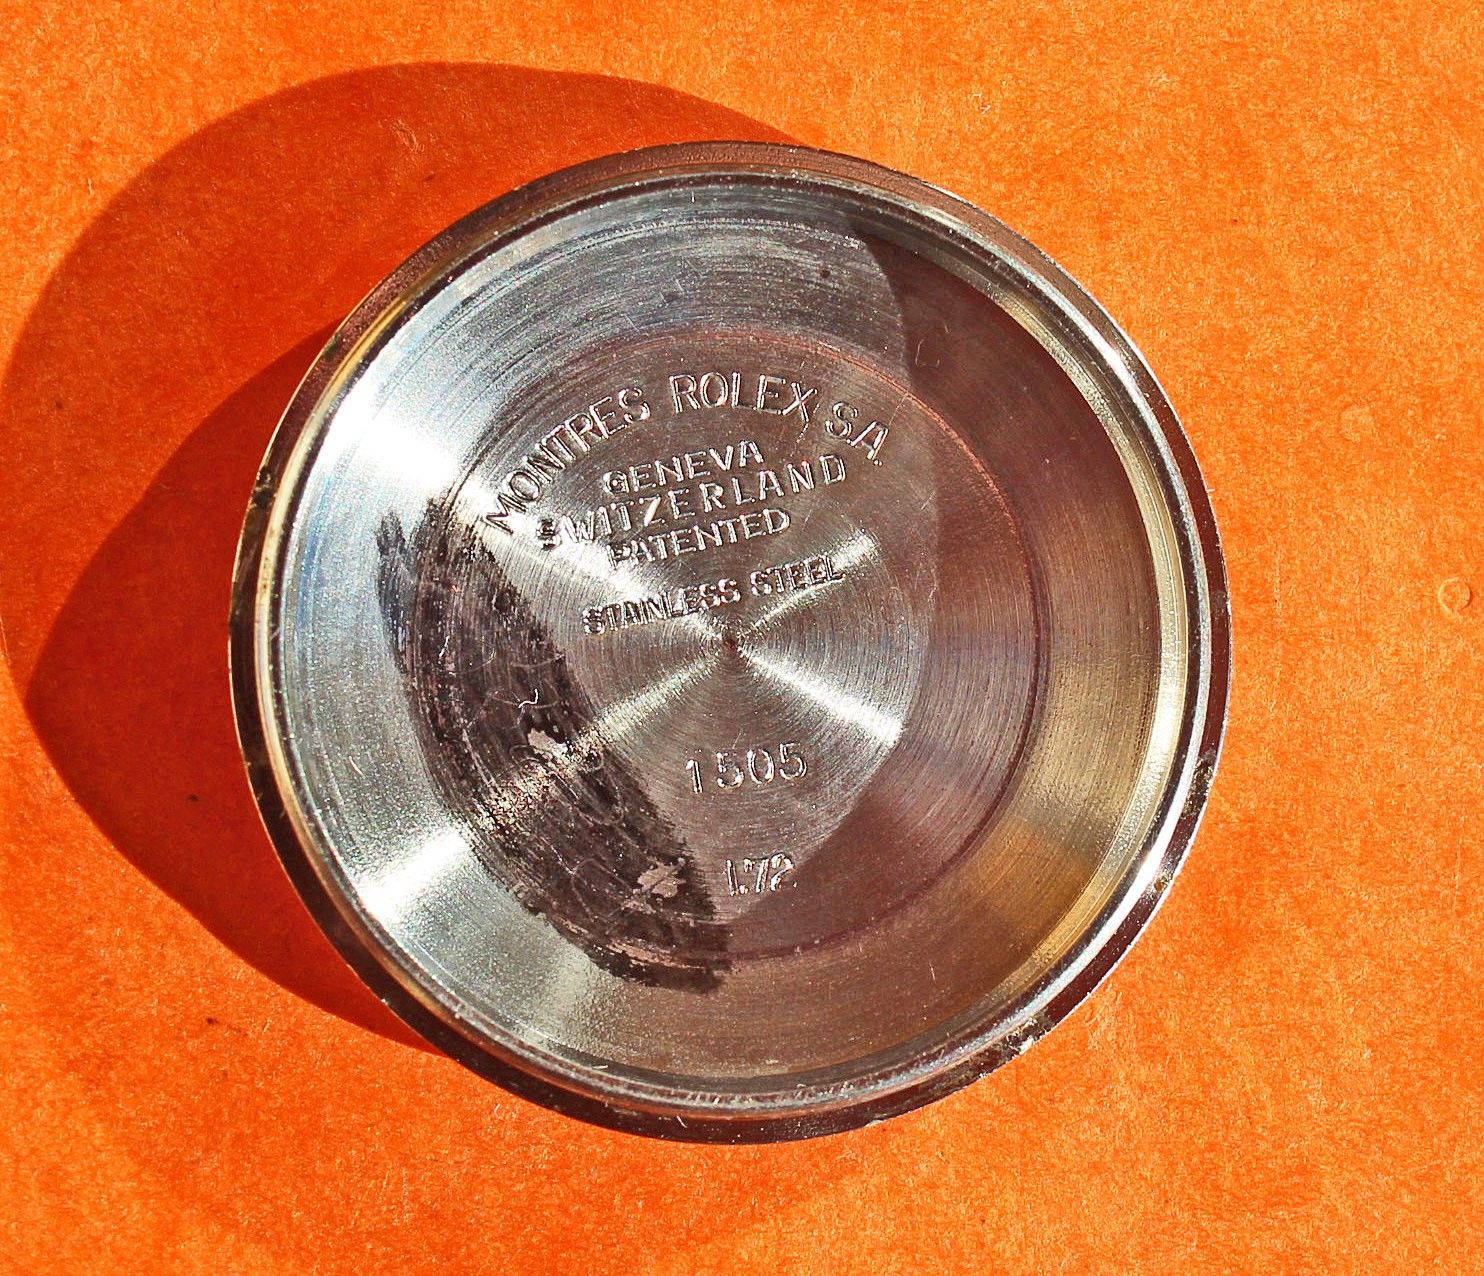 MONTRES ROLEX S.A.
GENEVA
SWITZERLAND
PATENTED
STAINLESS STEEL
1505
I.72